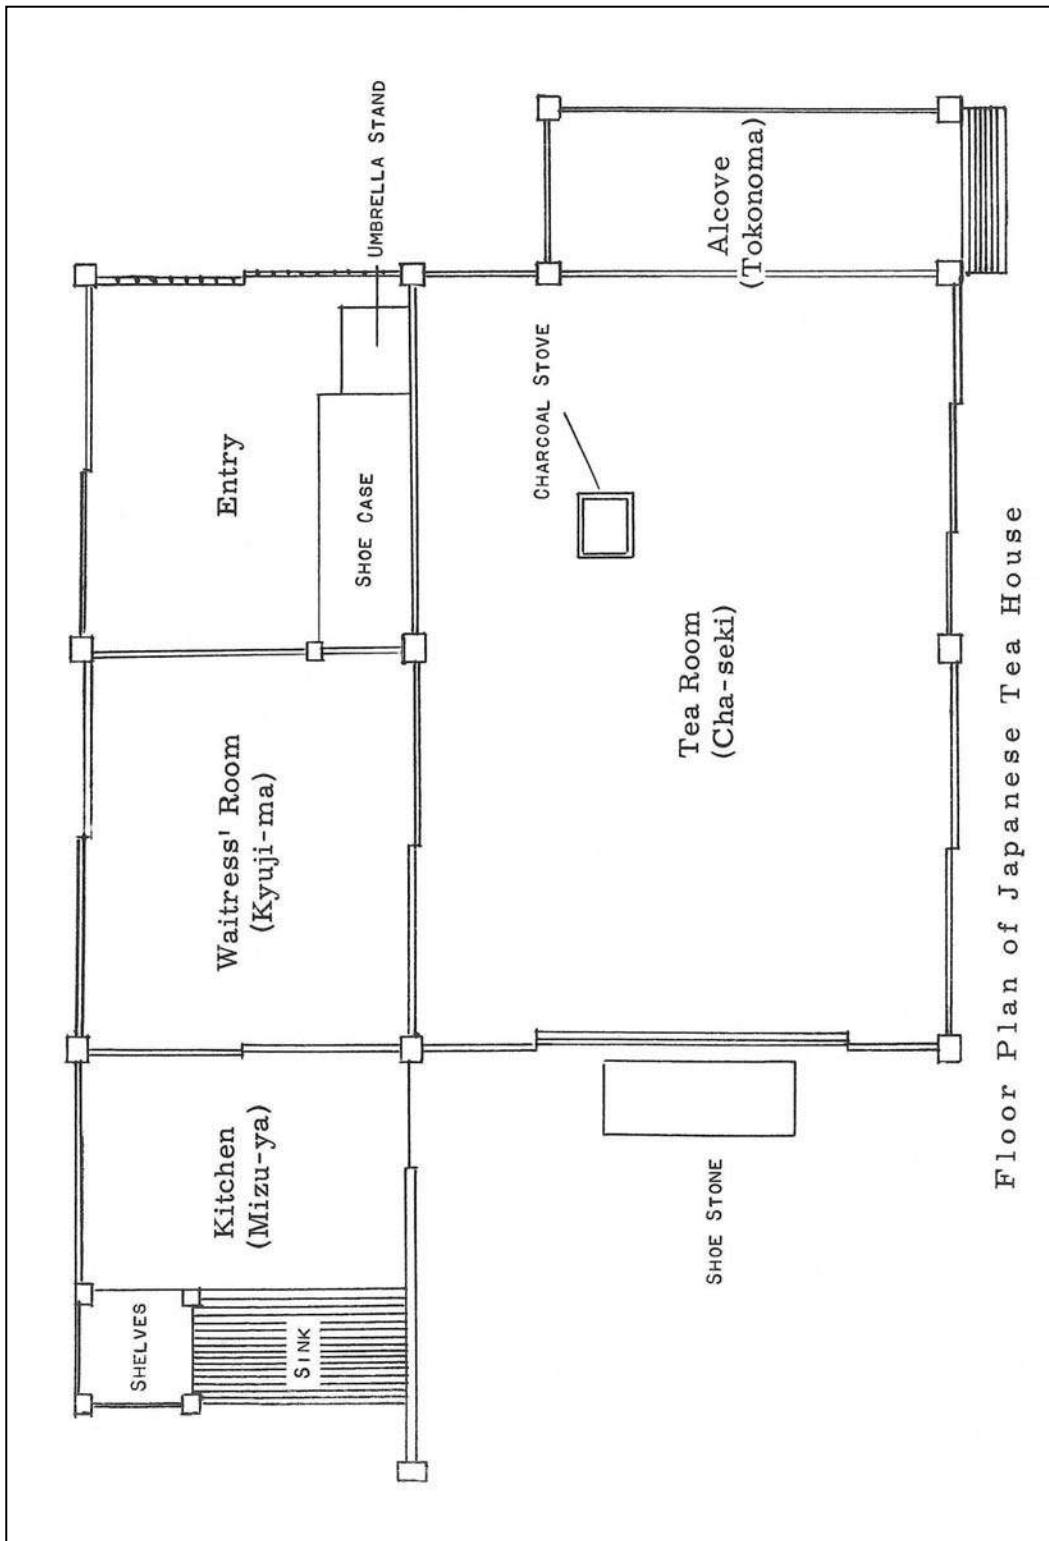 SHELVES
SINK
Kitchen
(Mizu-ya)
Waitress' Room
(Kyuji-ma)
Entry
SHOE CASE
UMBRELLA STAND
SHOE STONE
Tea Room
(Cha-seki)
CHARCOAL STOVE
Alcove
(Tokonoma)
Floor Plan of Japanese Tea House